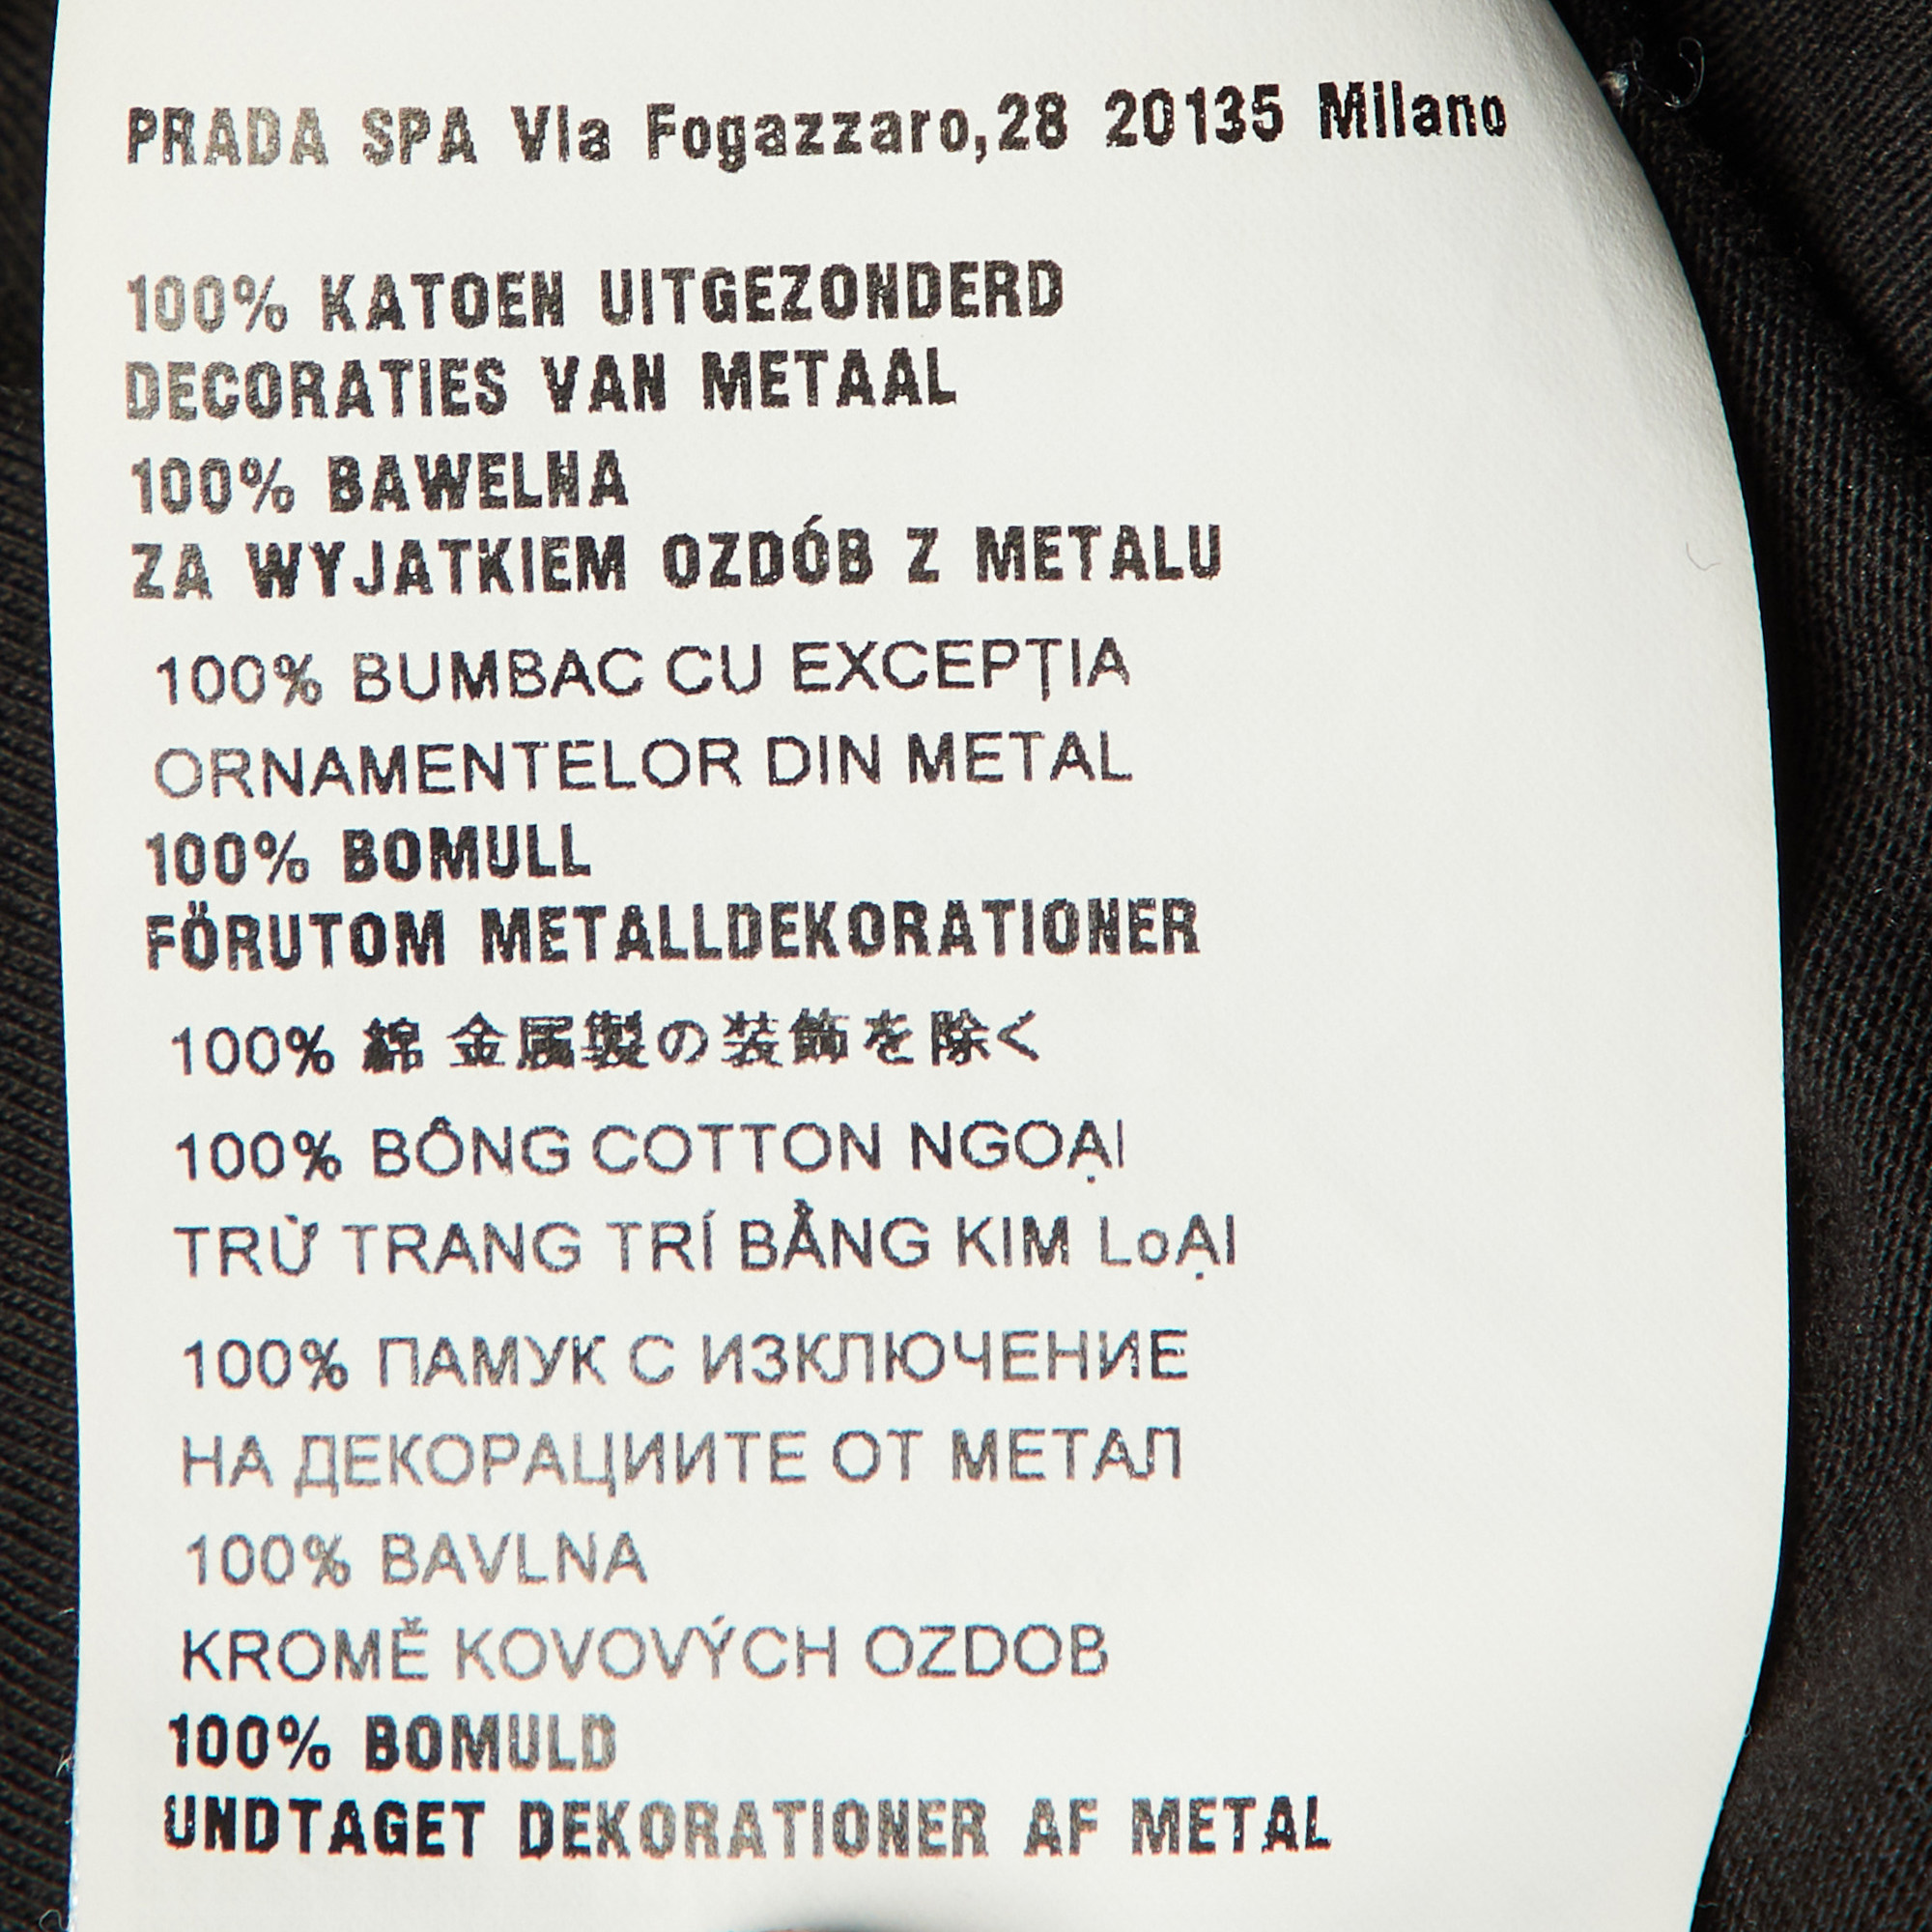 PRADA SPA Via Fogazzaro,28 20135 Milano
100% KATOEN UITGEZONDERD
DECORATIES VAN METAAL
100% BAWELNA
ZA WYJATKIEM OZDÓB Z METALU
100% BUMBAC CU EXCEPȚIA
ORNAMENTELOR DIN METAL
100% BOMULL
FÖRUTOM METALLDEKORATIONER
100% 綿 金属製の装飾を除く
100% BÔNG COTTON NGOẠI
TRỪ TRANG TRÍ BẰNG KIM LoẠI
100% ПАМУК С ИЗКЛЮЧЕНИЕ
НА ДЕКОРАЦИИТЕ ОТ МЕТАЛ
100% BAVLNA
KROMĚ KOVOVÝCH OZDOB
100% BOMULD
UNDTAGET DEKORATIONER AF METAL